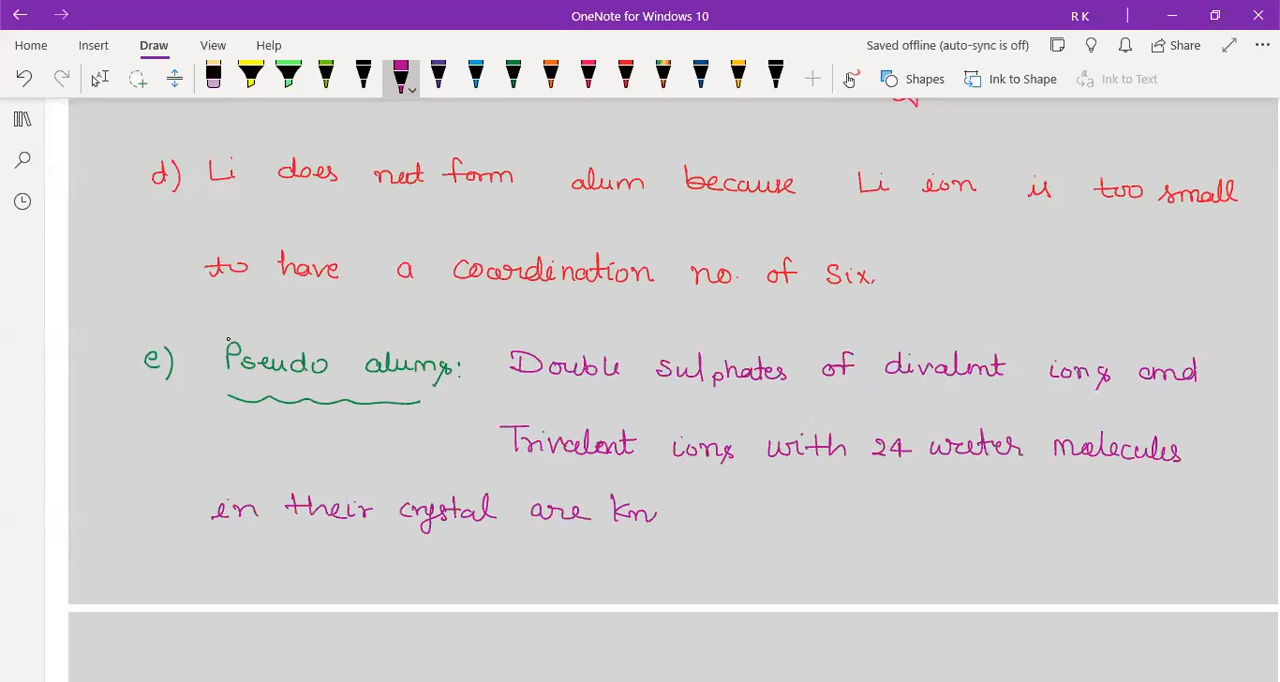 OneNote for Windows 10
R K
Home Insert Draw View Help
Saved offline (auto-sync is off) Share
Shapes Ink to Shape Ink to Text
d) Li does not form alum because Li ion is too small
to have a coordination no. of six.
e) Pseudo alums: Double sulphates of divalent ions and
Trivalent ions with 24 water molecules
in their crystal are kn